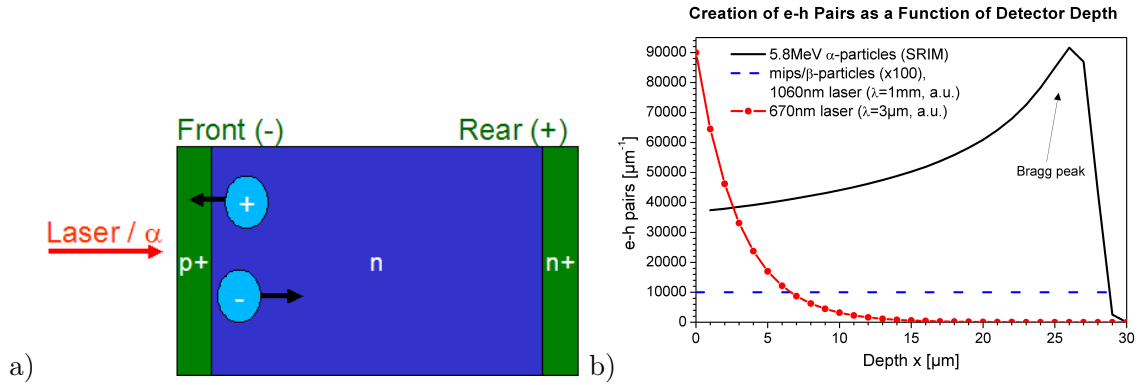 a)
Front (-) Rear (+)
Laser / α
p+ n n+
+
-
b)
Creation of e-h Pairs as a Function of Detector Depth
5.8MeV α-particles (SRIM)
mips/β-particles (x100),
1060nm laser (λ=1mm, a.u.)
670nm laser (λ=3µm, a.u.)
Bragg peak
e-h pairs [µm⁻¹]
90000
80000
70000
60000
50000
40000
30000
20000
10000
0
0 5 10 15 20 25 30
Depth x [µm]